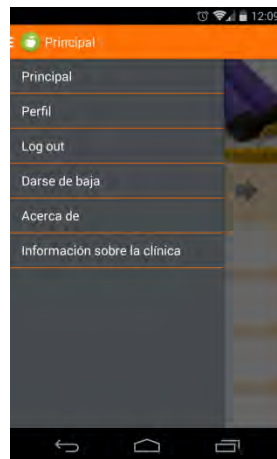 12:09
Principal
Principal
Perfil
Log out
Darse de baja
Acerca de
Información sobre la clínica